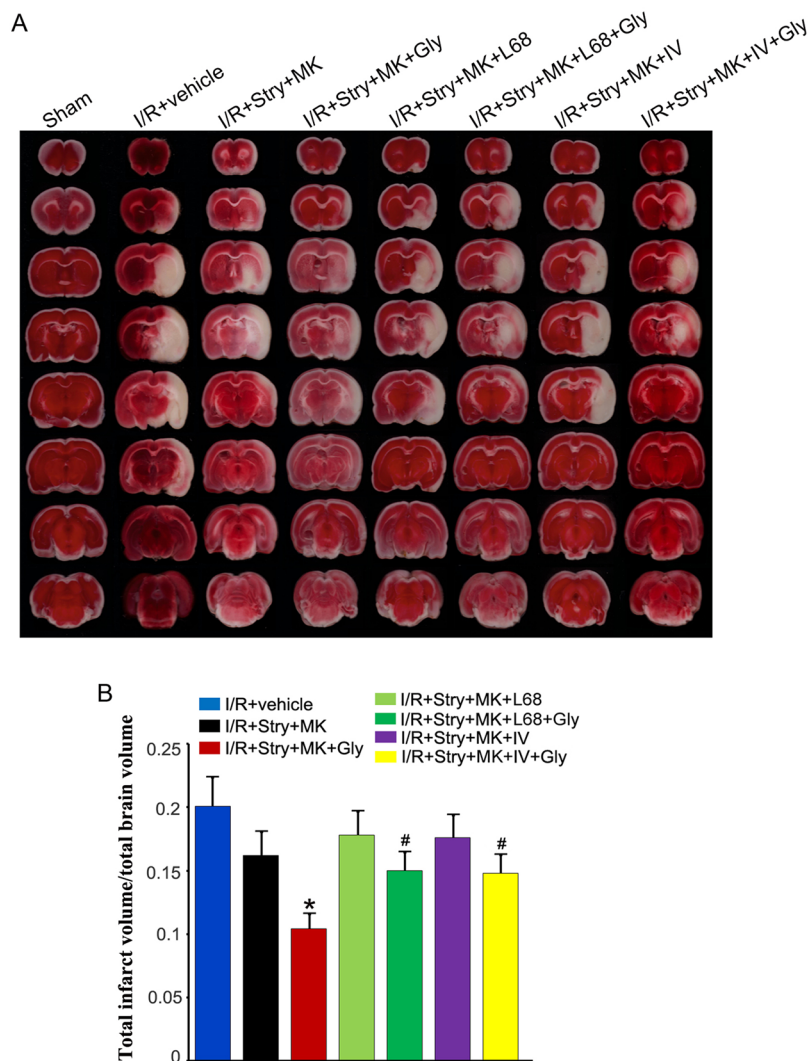 A
Sham
I/R+vehicle
I/R+Stry+MK
I/R+Stry+MK+Gly
I/R+Stry+MK+L68
I/R+Stry+MK+L68+Gly
I/R+Stry+MK+IV
I/R+Stry+MK+IV+Gly
B
I/R+vehicle
I/R+Stry+MK
I/R+Stry+MK+Gly
I/R+Stry+MK+L68
I/R+Stry+MK+L68+Gly
I/R+Stry+MK+IV
I/R+Stry+MK+IV+Gly
Total infarct volume/total brain volume
0.25
0.2
0.15
0.1
0.05
0
*
#
#